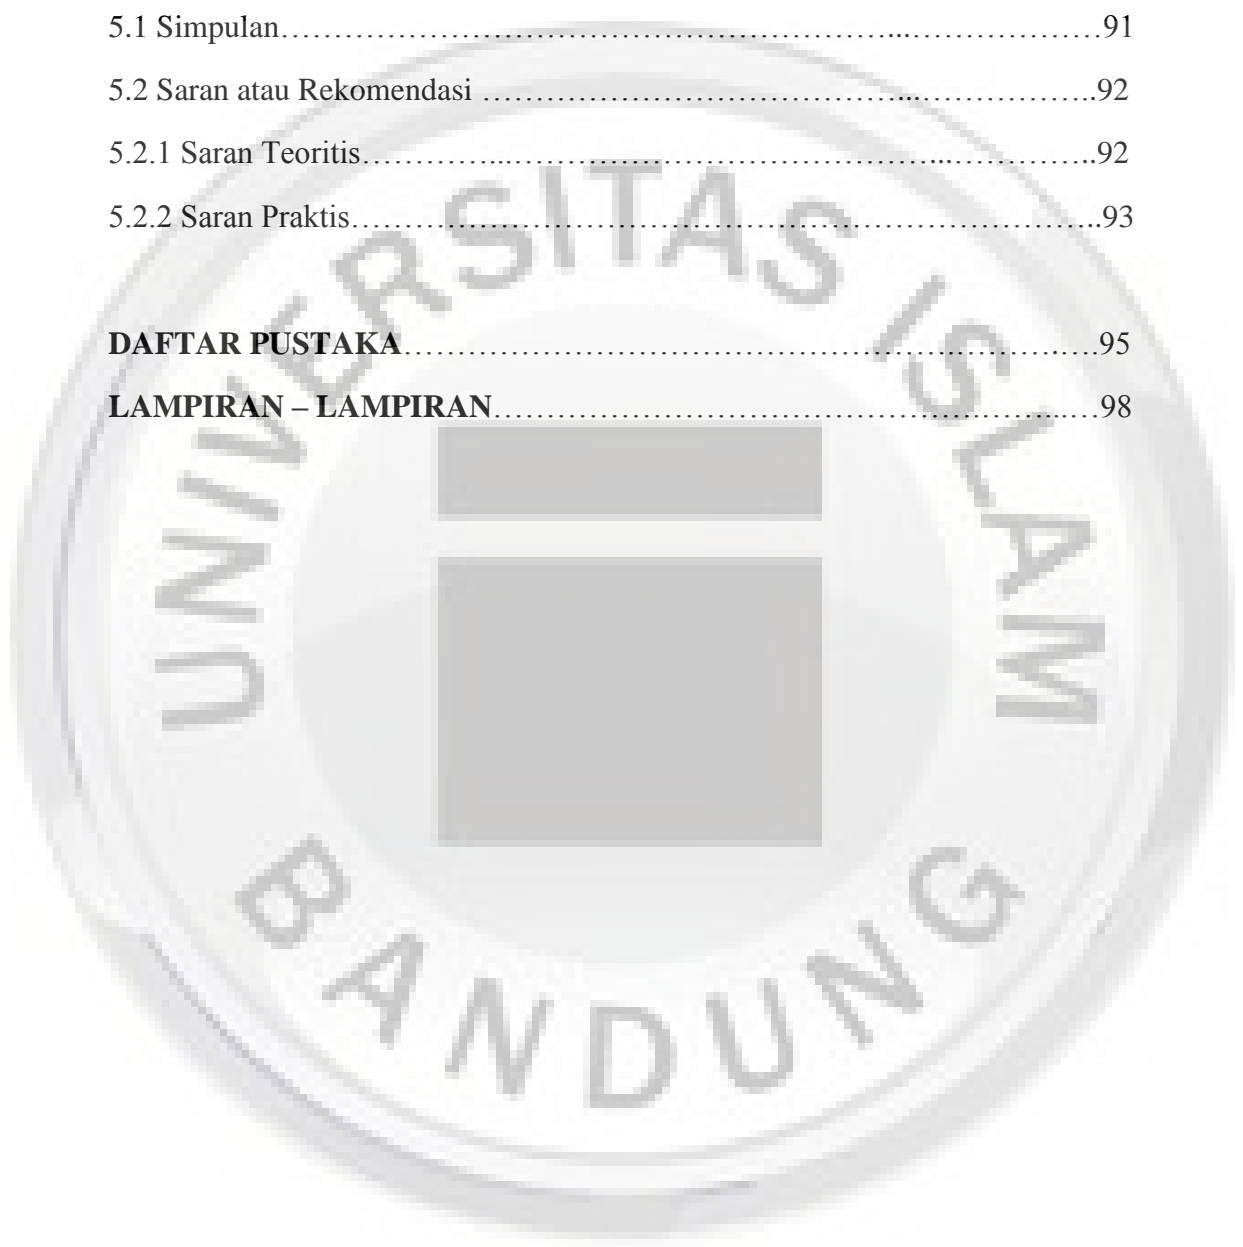 5.1 Simpulan……………………………………………………...………………91
5.2 Saran atau Rekomendasi …………………………………...……………..92
5.2.1 Saran Teoritis…………...…………………………………...…………..92
5.2.2 Saran Praktis…………………………………………………………..93
DAFTAR PUSTAKA…………………………………………………….….95
LAMPIRAN – LAMPIRAN……………………………………………...…98
UNIVERSITAS ISLAM
BANDUNG